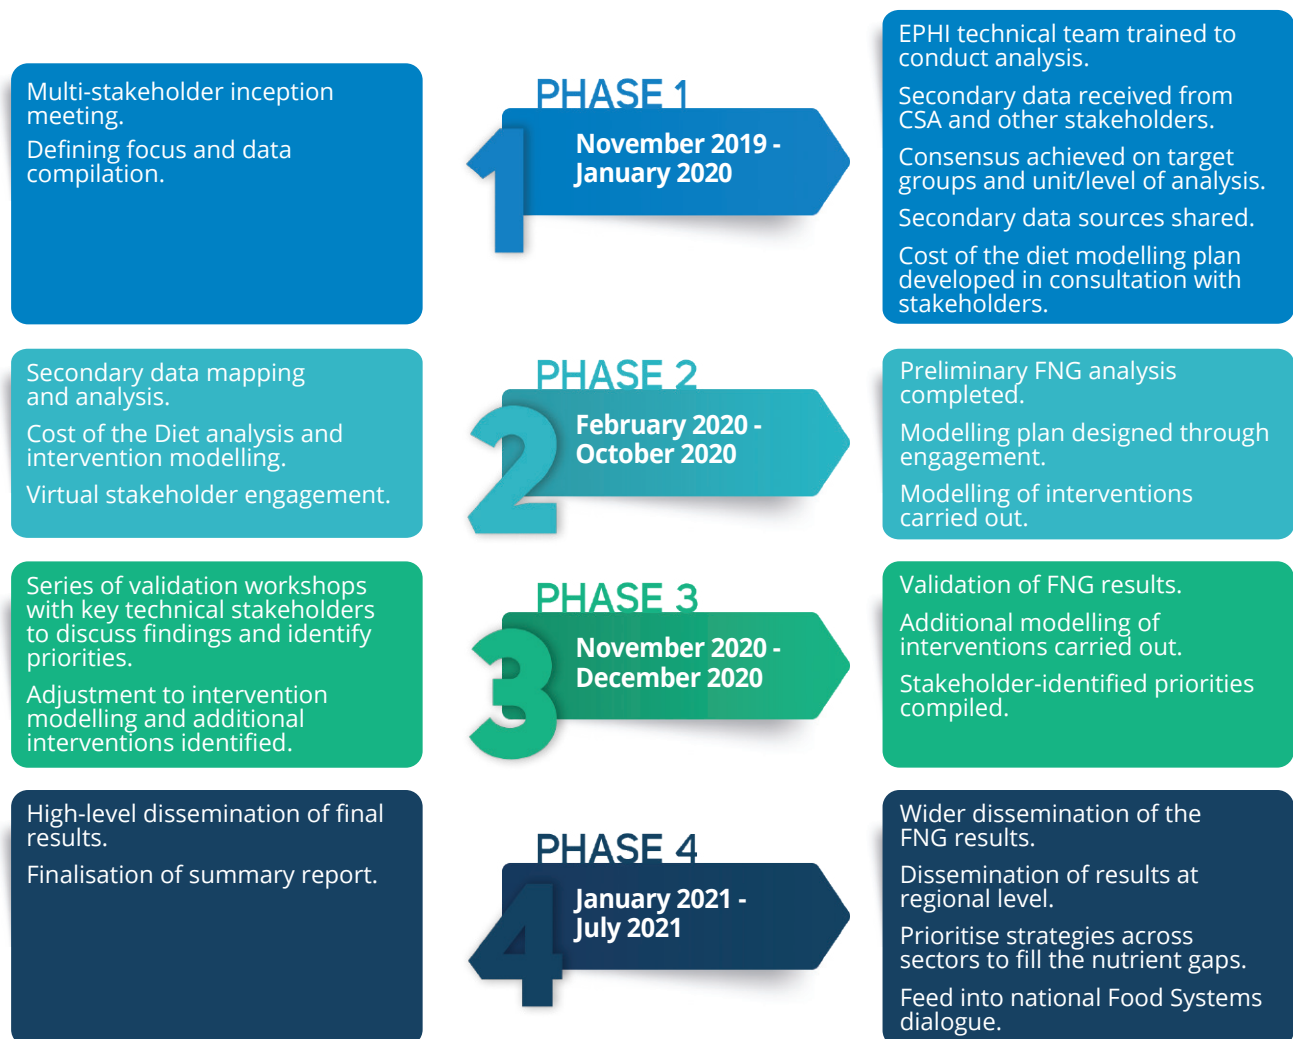 Multi-stakeholder inception
meeting.
Defining focus and data
compilation.
PHASE 1
1
November 2019 -
January 2020
EPHI technical team trained to
conduct analysis.
Secondary data received from
CSA and other stakeholders.
Consensus achieved on target
groups and unit/level of analysis.
Secondary data sources shared.
Cost of the diet modelling plan
developed in consultation with
stakeholders.
Secondary data mapping
and analysis.
Cost of the Diet analysis and
intervention modelling.
Virtual stakeholder engagement.
PHASE 2
2
February 2020 -
October 2020
Preliminary FNG analysis
completed.
Modelling plan designed through
engagement.
Modelling of interventions
carried out.
Series of validation workshops
with key technical stakeholders
to discuss findings and identify
priorities.
Adjustment to intervention
modelling and additional
interventions identified.
PHASE 3
3
November 2020 -
December 2020
Validation of FNG results.
Additional modelling of
interventions carried out.
Stakeholder-identified priorities
compiled.
High-level dissemination of final
results.
Finalisation of summary report.
PHASE 4
4
January 2021 -
July 2021
Wider dissemination of the
FNG results.
Dissemination of results at
regional level.
Prioritise strategies across
sectors to fill the nutrient gaps.
Feed into national Food Systems
dialogue.